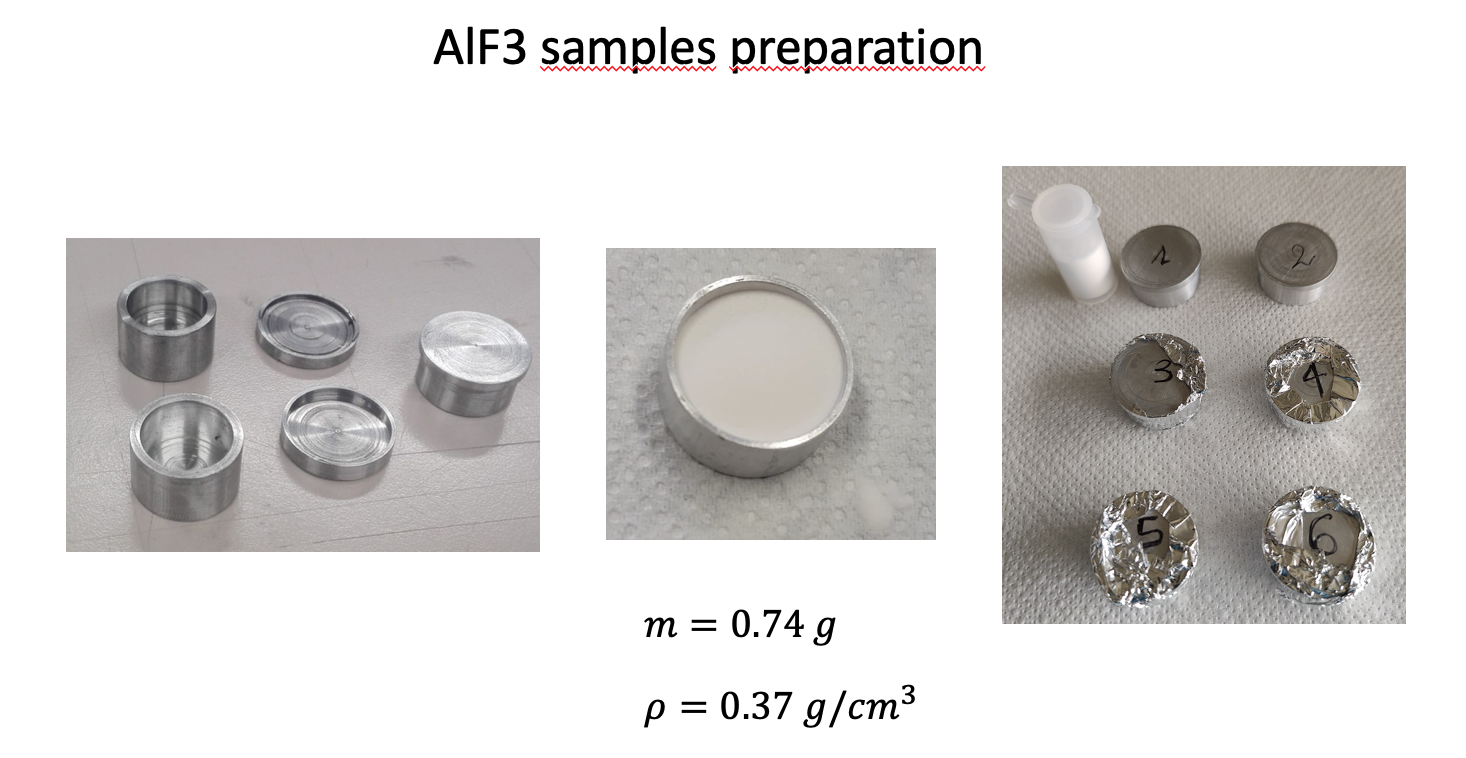 AlF3 samples preparation
1
2
3
4
5
6
m = 0.74 g
ρ = 0.37 g/cm³